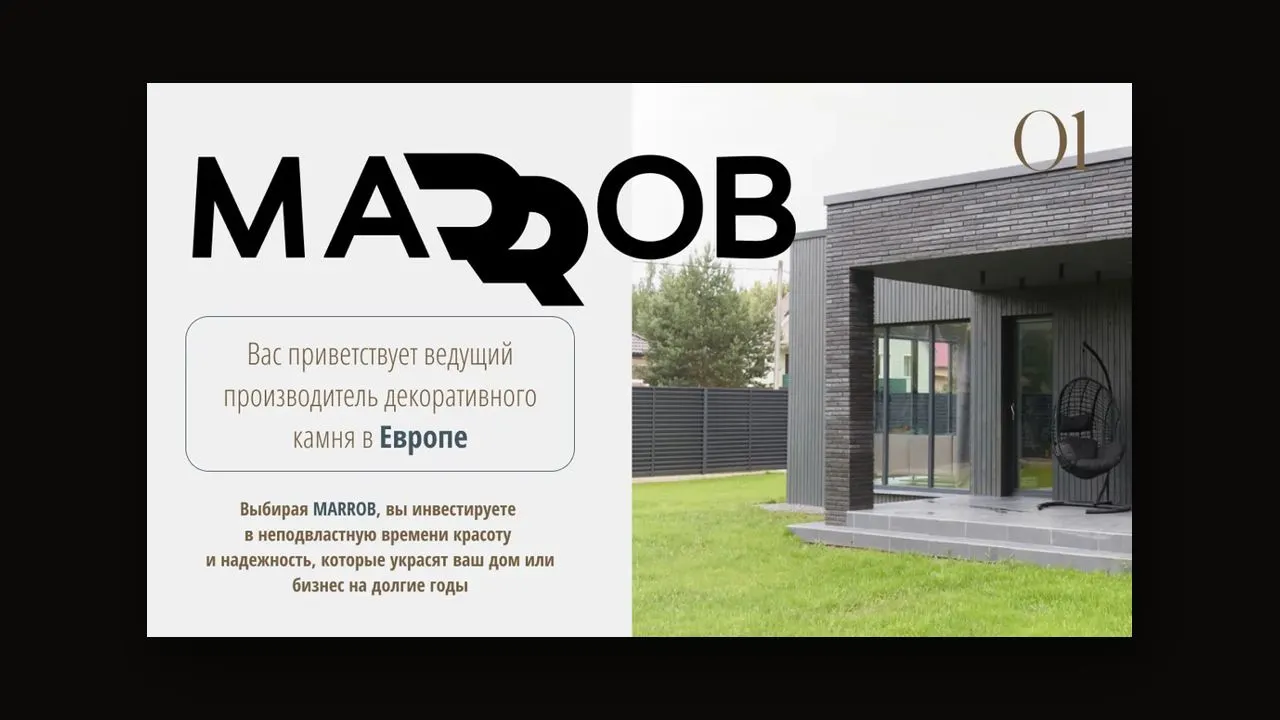 01
MARROB
Вас приветствует ведущий
производитель декоративного
камня в Европе
Выбирая MARROB, вы инвестируете
в неподвластную времени красоту
и надежность, которые украсят ваш дом или
бизнес на долгие годы